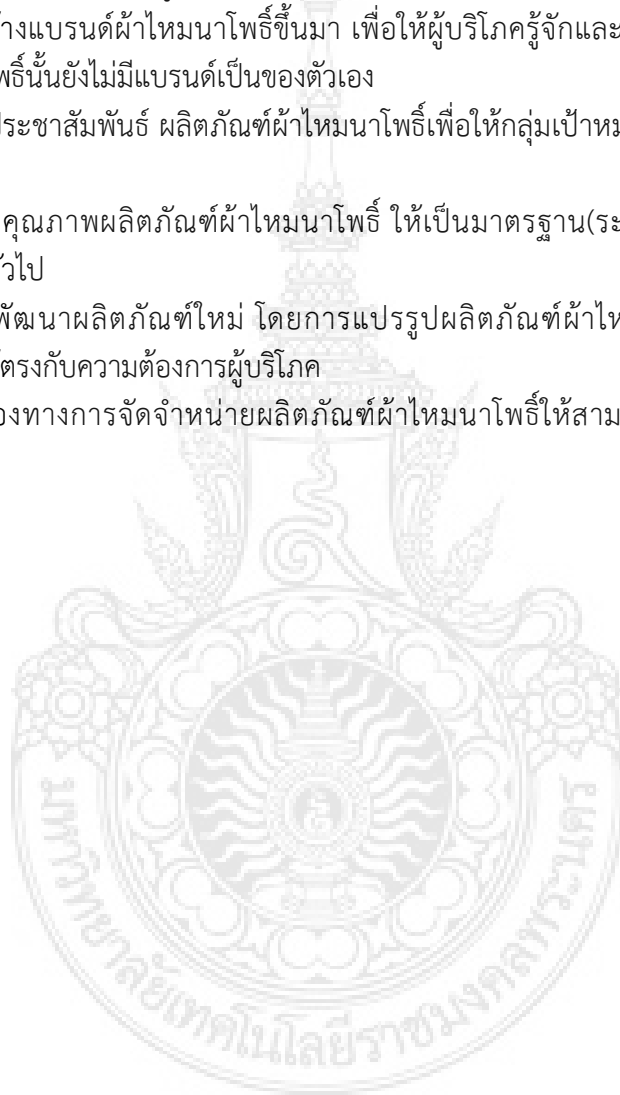 างแบรนด์ผ้าไหมนาโพธิ์ขึ้นมา เพื่อให้ผู้บริโภครู้จักและ
พธิ์นั้นยังไม่มีแบรนด์เป็นของตัวเอง
ประชาสัมพันธ์ ผลิตภัณฑ์ผ้าไหมนาโพธิ์เพื่อให้กลุ่มเป้าหม
คุณภาพผลิตภัณฑ์ผ้าไหมนาโพธิ์ ให้เป็นมาตรฐาน(ระ
ทั่วไป
พัฒนาผลิตภัณฑ์ใหม่ โดยการแปรรูปผลิตภัณฑ์ผ้าไห
ตรงกับความต้องการผู้บริโภค
องทางการจัดจำหน่ายผลิตภัณฑ์ผ้าไหมนาโพธิ์ให้สาม
มหาวิทยาลัยเทคโนโลยีราชมงคลพระนคร